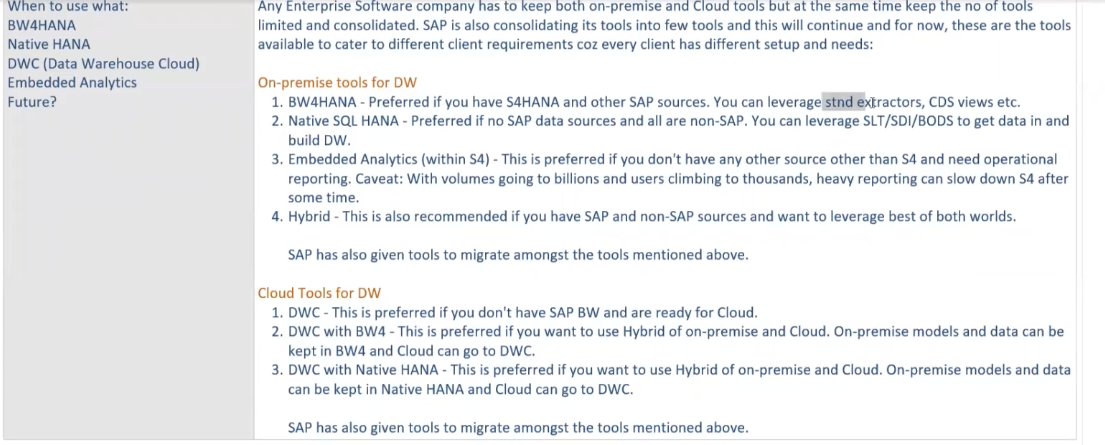 When to use what:
BW4HANA
Native HANA
DWC (Data Warehouse Cloud)
Embedded Analytics
Future?
Any Enterprise Software company has to keep both on-premise and Cloud tools but at the same time keep the no of tools
limited and consolidated. SAP is also consolidating its tools into few tools and this will continue and for now, these are the tools
available to cater to different client requirements coz every client has different setup and needs:
On-premise tools for DW
1. BW4HANA - Preferred if you have S4HANA and other SAP sources. You can leverage stnd extractors, CDS views etc.
2. Native SQL HANA - Preferred if no SAP data sources and all are non-SAP. You can leverage SLT/SDI/BODS to get data in and
build DW.
3. Embedded Analytics (within S4) - This is preferred if you don't have any other source other than S4 and need operational
reporting. Caveat: With volumes going to billions and users climbing to thousands, heavy reporting can slow down S4 after
some time.
4. Hybrid - This is also recommended if you have SAP and non-SAP sources and want to leverage best of both worlds.
SAP has also given tools to migrate amongst the tools mentioned above.
Cloud Tools for DW
1. DWC - This is preferred if you don't have SAP BW and are ready for Cloud.
2. DWC with BW4 - This is preferred if you want to use Hybrid of on-premise and Cloud. On-premise models and data can be
kept in BW4 and Cloud can go to DWC.
3. DWC with Native HANA - This is preferred if you want to use Hybrid of on-premise and Cloud. On-premise models and data
can be kept in Native HANA and Cloud can go to DWC.
SAP has also given tools to migrate amongst the tools mentioned above.